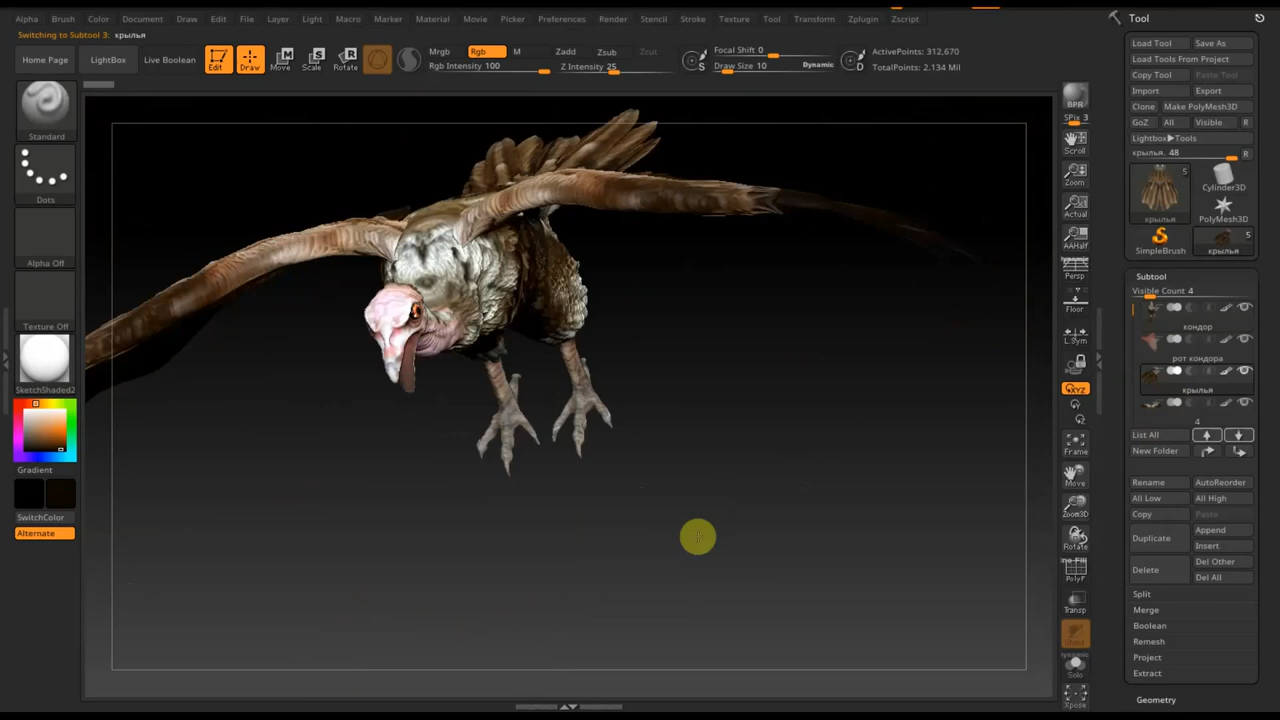 Alpha Brush Color Document Draw Edit File Layer Light Macro Marker Material Movie Picker Preferences Render Stencil Stroke Texture Tool Transform Zplugin Zscript
Switching to Subtool 3: крылья
Home Page
LightBox
Live Boolean
Edit
Draw
Move
Scale
Rotate
Mrgb
Rgb
M
Rgb Intensity 100
Zadd
Zsub
Zcut
Z Intensity 25
S
Focal Shift 0
Draw Size 10
Dynamic
D
ActivePoints: 312,670
TotalPoints: 2.134 Mil
Standard
Dots
Alpha Off
Texture Off
SketchShaded2
Gradient
SwitchColor
Alternate
BPR
SPix 3
Scroll
Zoom
Actual
AAHalf
Dynamic
Persp
Floor
L.Sym
XYZ
Y
Z
Frame
Move
Zoom3D
Rotate
PolyF
Transp
Ghost
Dynamic
Solo
Xpose
Tool
Load Tool
Save As
Load Tools From Project
Copy Tool
Paste Tool
Import
Export
Clone
Make PolyMesh3D
GoZ
All
Visible
R
Lightbox▶Tools
крылья. 48
R
5
крылья
Cylinder3D
PolyMesh3D
SimpleBrush
5
крылья
Subtool
Visible Count 4
кондор
рот кондора
крылья
4
List All
New Folder
Rename
AutoReorder
All Low
All High
Copy
Paste
Duplicate
Append
Insert
Delete
Del Other
Del All
Split
Merge
Boolean
Remesh
Project
Extract
Geometry